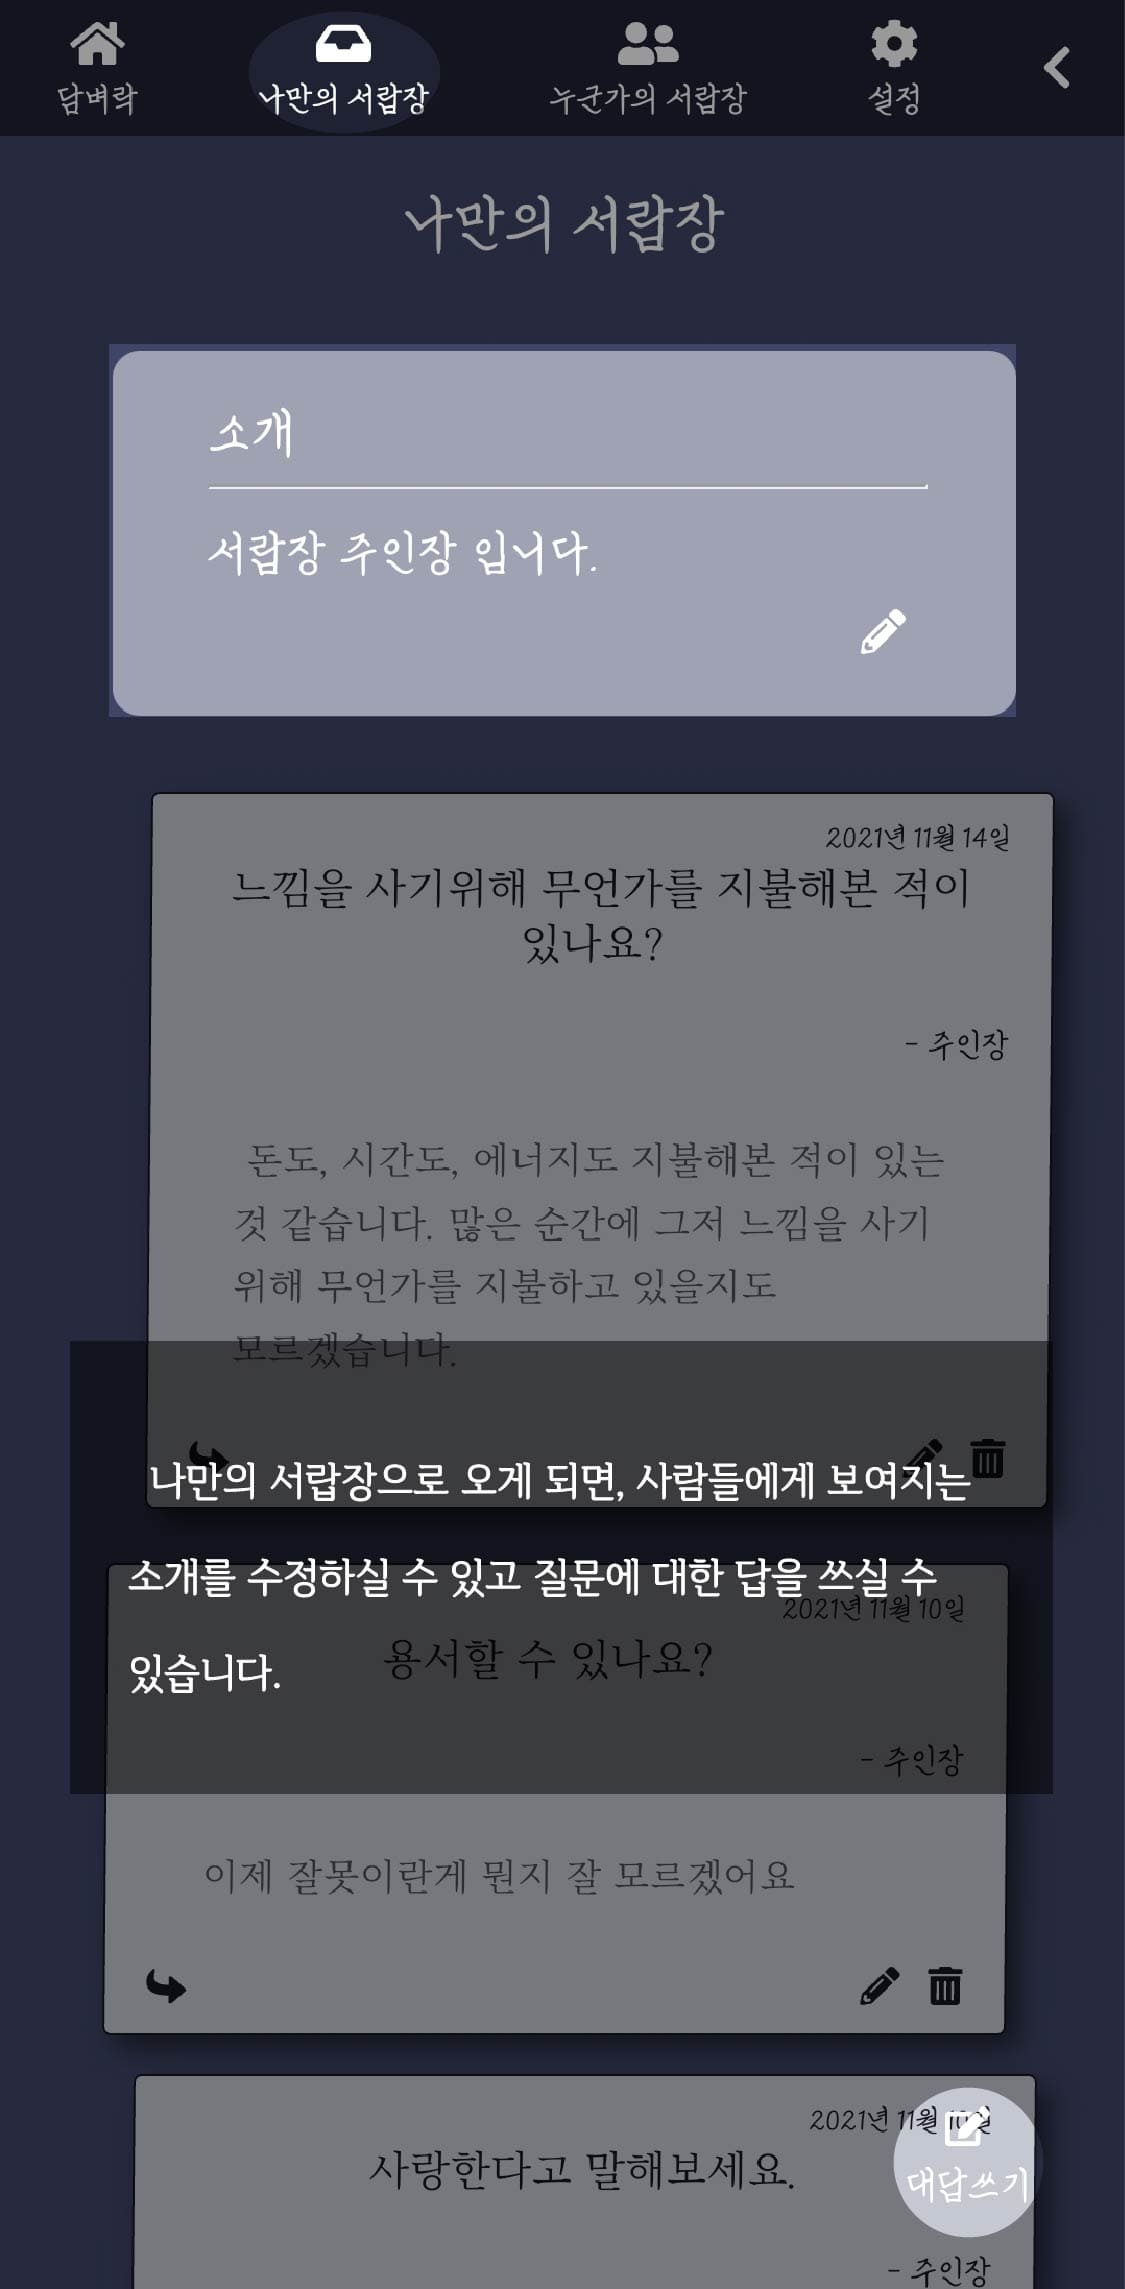 담벼락
나만의 서랍장
누군가의 서랍장
설정
나만의 서랍장
소개
서랍장 주인장 입니다.
2021년 11월 14일
느낌을 사기위해 무언가를 지불해본 적이
있나요?
- 주인장
돈도, 시간도, 에너지도 지불해본 적이 있는
것 같습니다. 많은 순간에 그저 느낌을 사기
위해 무언가를 지불하고 있을지도
모르겠습니다.
나만의 서랍장으로 오게 되면, 사람들에게 보여지는
소개를 수정하실 수 있고 질문에 대한 답을 쓰실 수
있습니다.
2021년 11월 10일
용서할 수 있나요?
- 주인장
이제 잘못이란게 뭔지 잘 모르겠어요
2021년 11월 10일
사랑한다고 말해보세요.
대답쓰기
- 주인장